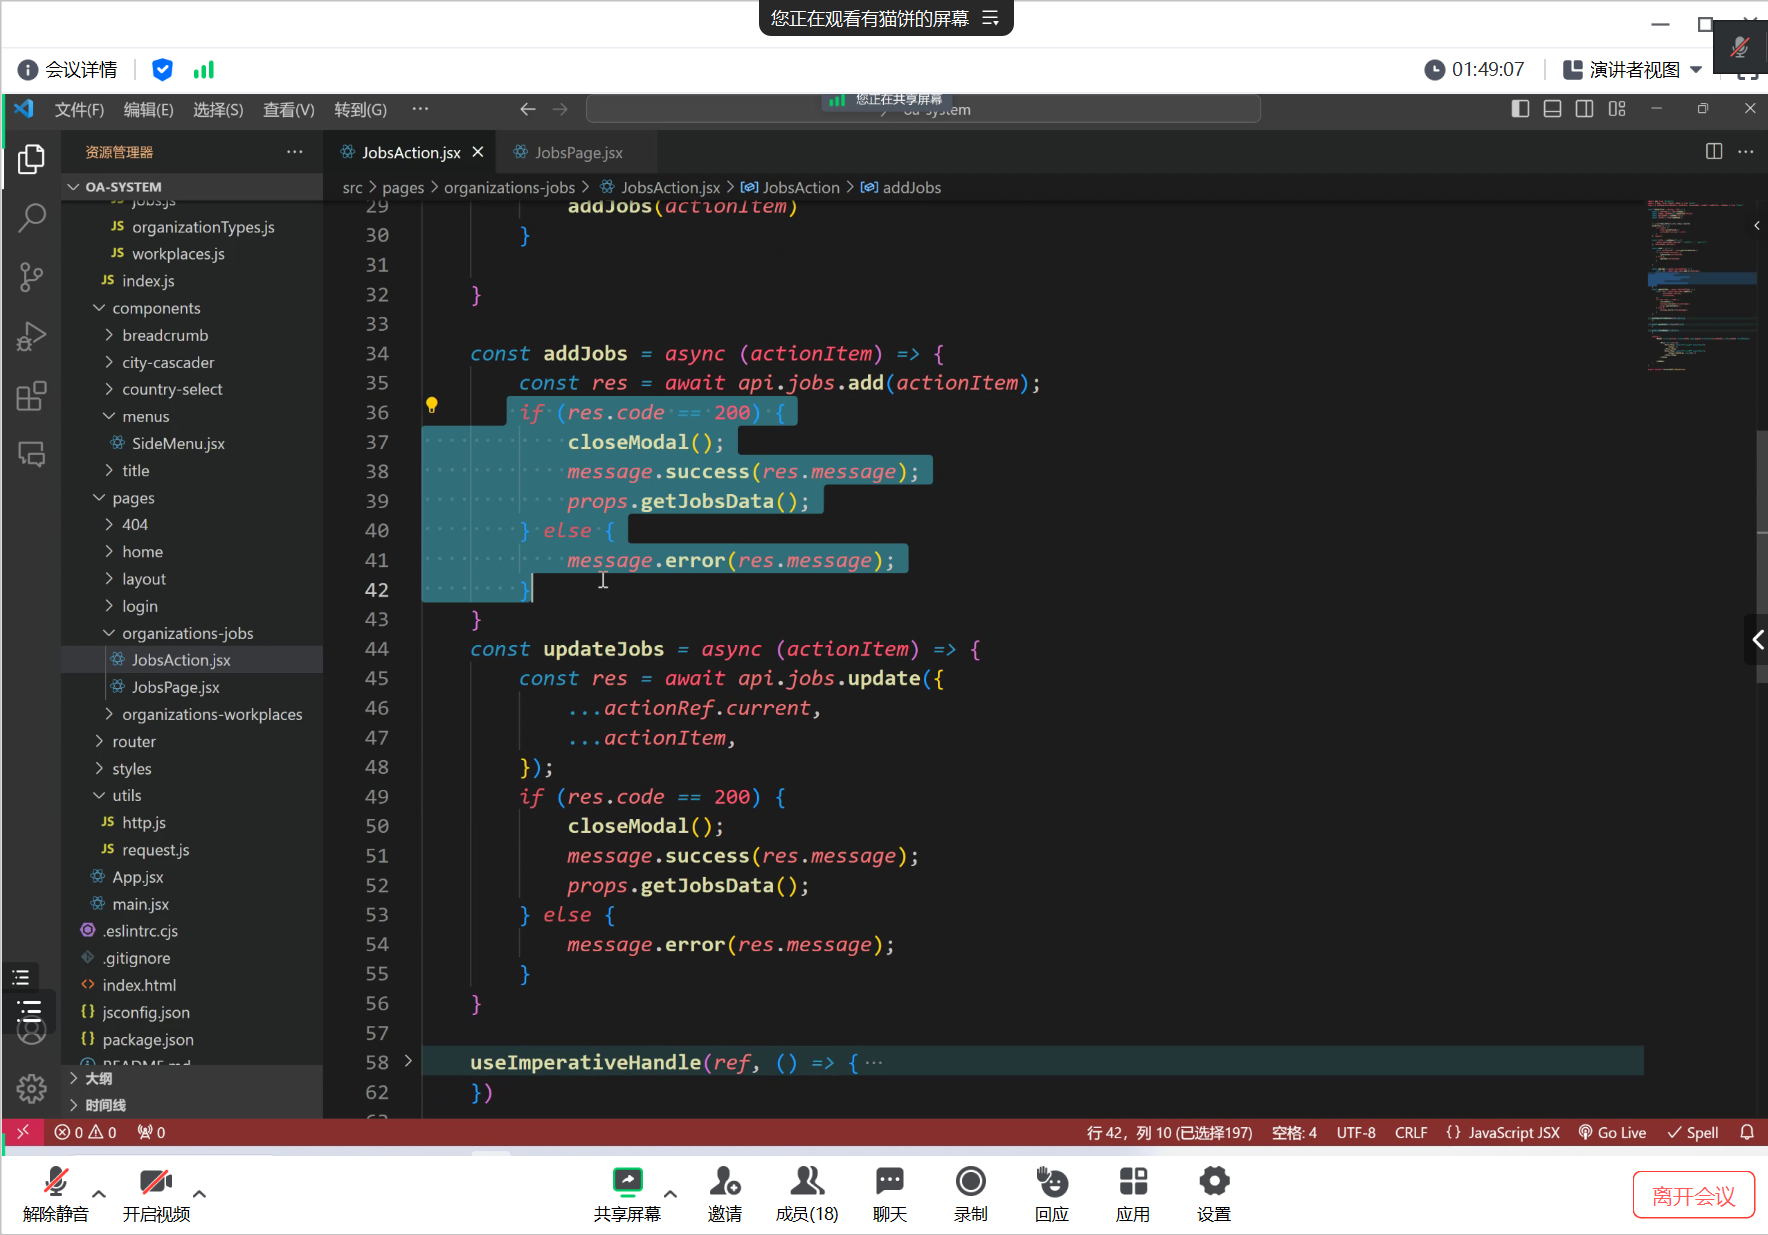 您正在观看有猫饼的屏幕
会议详情
01:49:07
演讲者视图
文件(F) 编辑(E) 选择(S) 查看(V) 转到(G) ···
您正在共享屏幕
oa-system
资源管理器 ···
JobsAction.jsx
JobsPage.jsx
OA-SYSTEM
src > pages > organizations-jobs > JobsAction.jsx > JobsAction > addJobs
jobs.js
JS organizationTypes.js
JS workplaces.js
JS index.js
components
breadcrumb
city-cascader
country-select
menus
SideMenu.jsx
title
pages
404
home
layout
login
organizations-jobs
JobsAction.jsx
JobsPage.jsx
organizations-workplaces
router
styles
utils
JS http.js
JS request.js
App.jsx
main.jsx
.eslintrc.cjs
.gitignore
<> index.html
{} jsconfig.json
{} package.json
README.md
大纲
时间线
29 addJobs(actionItem)
30 }
31
32 }
33
34 const addJobs = async (actionItem) => {
35 const res = await api.jobs.add(actionItem);
36 if (res.code == 200) {
37 closeModal();
38 message.success(res.message);
39 props.getJobsData();
40 } else {
41 message.error(res.message);
42 }
43 }
44 const updateJobs = async (actionItem) => {
45 const res = await api.jobs.update({
46 ...actionRef.current,
47 ...actionItem,
48 });
49 if (res.code == 200) {
50 closeModal();
51 message.success(res.message);
52 props.getJobsData();
53 } else {
54 message.error(res.message);
55 }
56 }
57
58 useImperativeHandle(ref, () => {···
62 })
0 0 0
行 42，列 10 (已选择197) 空格: 4 UTF-8 CRLF {} JavaScript JSX Go Live Spell
解除静音
开启视频
共享屏幕
邀请
成员(18)
聊天
录制
回应
应用
设置
离开会议